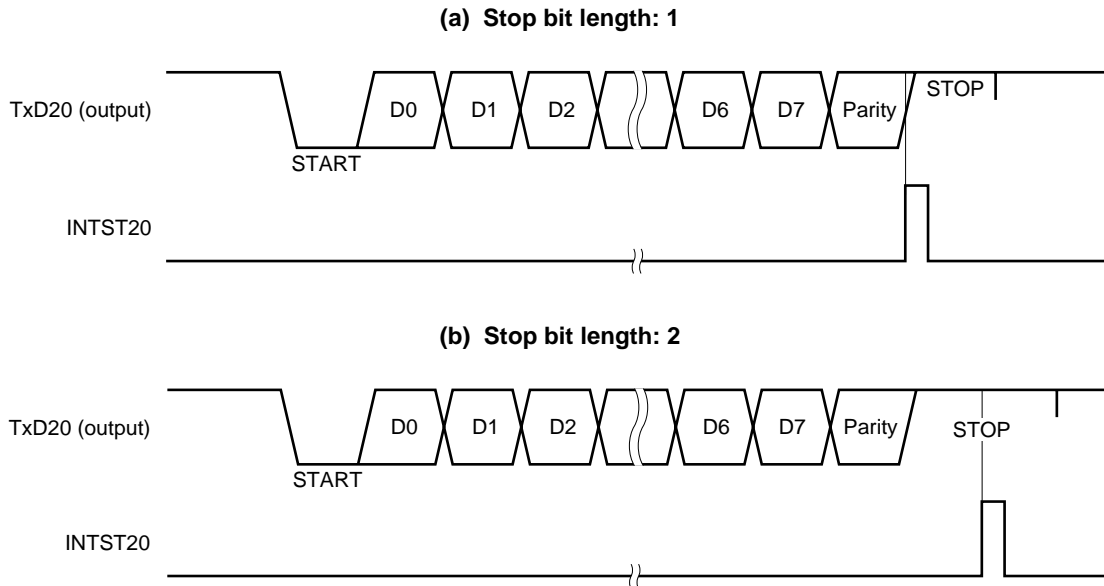 (a) Stop bit length: 1
TxD20 (output)
D0 D1 D2 D6 D7 Parity STOP
START
INTST20
(b) Stop bit length: 2
TxD20 (output)
D0 D1 D2 D6 D7 Parity STOP
START
INTST20